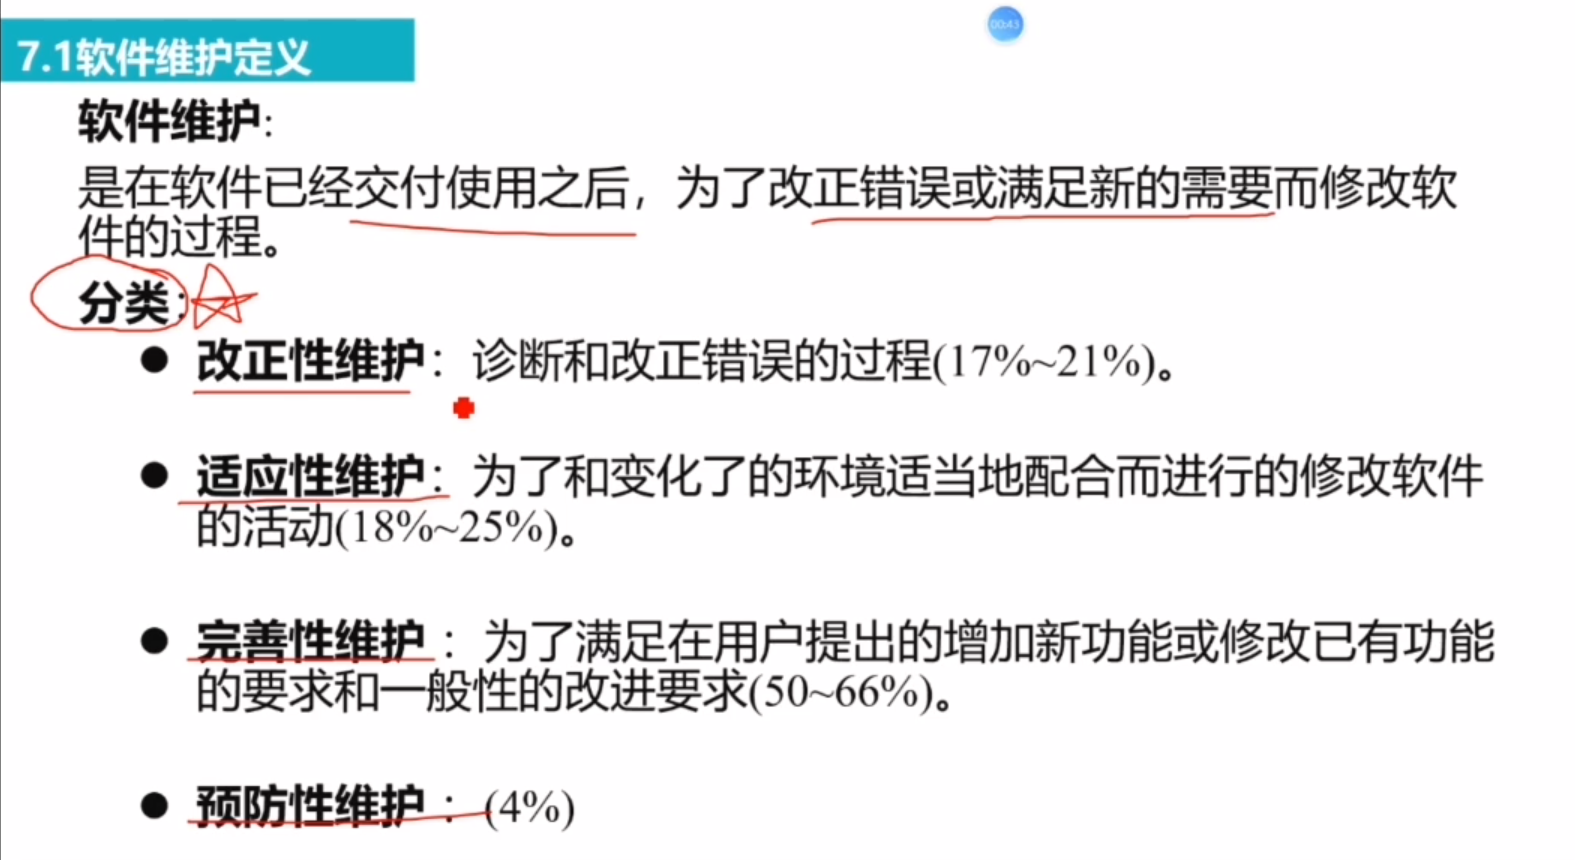 00:43
7.1软件维护定义
软件维护:
是在软件已经交付使用之后，为了改正错误或满足新的需要而修改软
件的过程。
分类:
● 改正性维护：诊断和改正错误的过程(17%~21%)。
● 适应性维护：为了和变化了的环境适当地配合而进行的修改软件
的活动(18%~25%)。
● 完善性维护：为了满足在用户提出的增加新功能或修改已有功能
的要求和一般性的改进要求(50~66%)。
● 预防性维护：(4%)